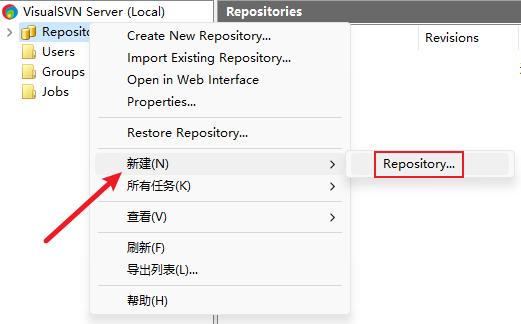 VisualSVN Server (Local)
Repositories
Users
Groups
Jobs
Revisions
Create New Repository...
Import Existing Repository...
Open in Web Interface
Properties...
Restore Repository...
新建(N)
Repository...
所有任务(K)
查看(V)
刷新(F)
导出列表(L)...
帮助(H)